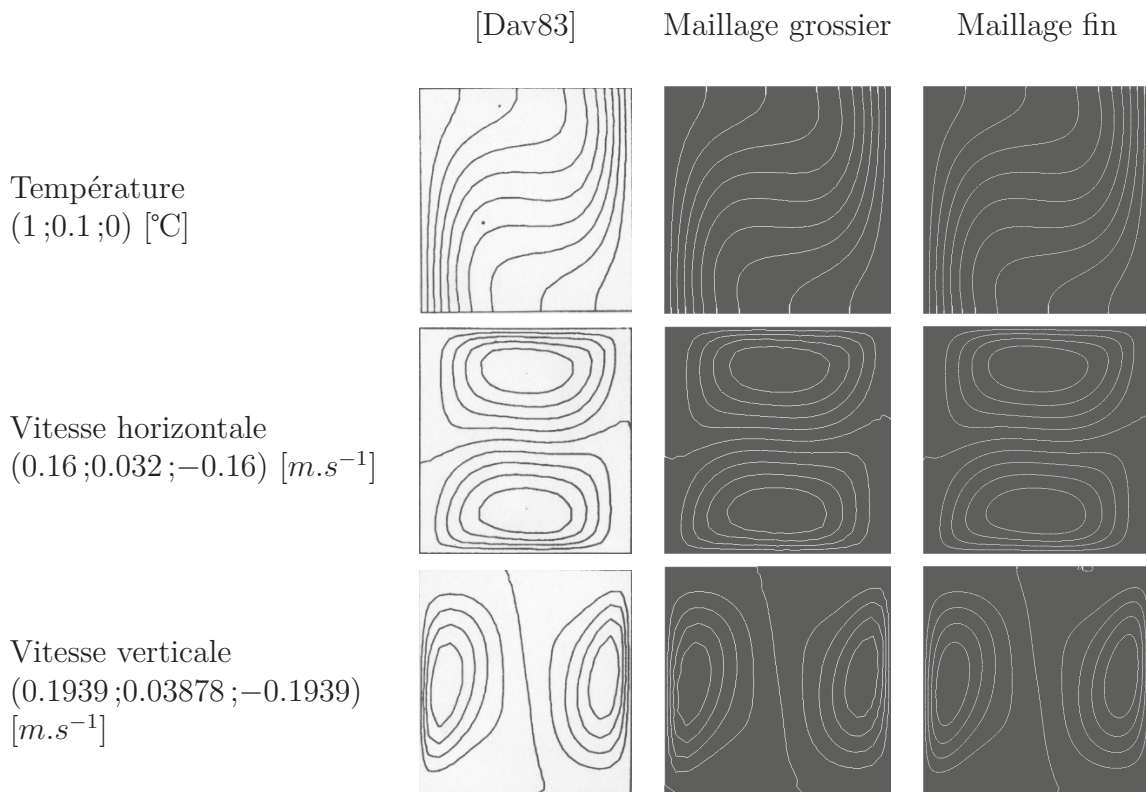 [Dav83] Maillage grossier Maillage fin
Température
(1 ;0.1 ;0) [℃]
Vitesse horizontale
(0.16 ;0.032 ;−0.16) [m.s⁻¹]
Vitesse verticale
(0.1939 ;0.03878 ;−0.1939)
[m.s⁻¹]